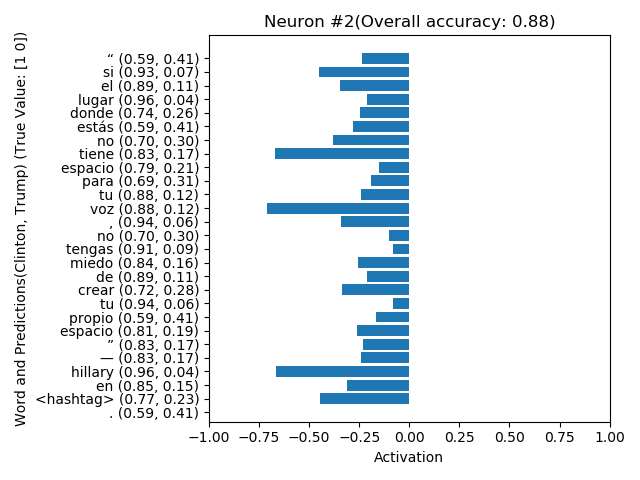 Neuron #2(Overall accuracy: 0.88)
Word and Predictions(Clinton, Trump) (True Value: [1 0])
“ (0.59, 0.41)
si (0.93, 0.07)
el (0.89, 0.11)
lugar (0.96, 0.04)
donde (0.74, 0.26)
estás (0.59, 0.41)
no (0.70, 0.30)
tiene (0.83, 0.17)
espacio (0.79, 0.21)
para (0.69, 0.31)
tu (0.88, 0.12)
voz (0.88, 0.12)
, (0.94, 0.06)
no (0.70, 0.30)
tengas (0.91, 0.09)
miedo (0.84, 0.16)
de (0.89, 0.11)
crear (0.72, 0.28)
tu (0.94, 0.06)
propio (0.59, 0.41)
espacio (0.81, 0.19)
” (0.83, 0.17)
— (0.83, 0.17)
hillary (0.96, 0.04)
en (0.85, 0.15)
<hashtag> (0.77, 0.23)
. (0.59, 0.41)
−1.00 −0.75 −0.50 −0.25 0.00 0.25 0.50 0.75 1.00
Activation